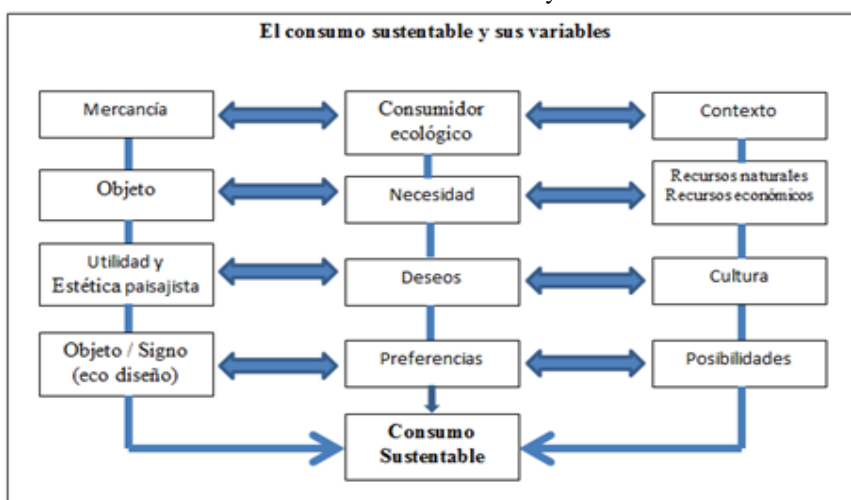 El consumo sustentable y sus variables
Mercancía
Consumidor
ecológico
Contexto
Objeto
Necesidad
Recursos naturales
Recursos económicos
Utilidad y
Estética paisajista
Deseos
Cultura
Objeto / Signo
(eco diseño)
Preferencias
Posibilidades
Consumo
Sustentable